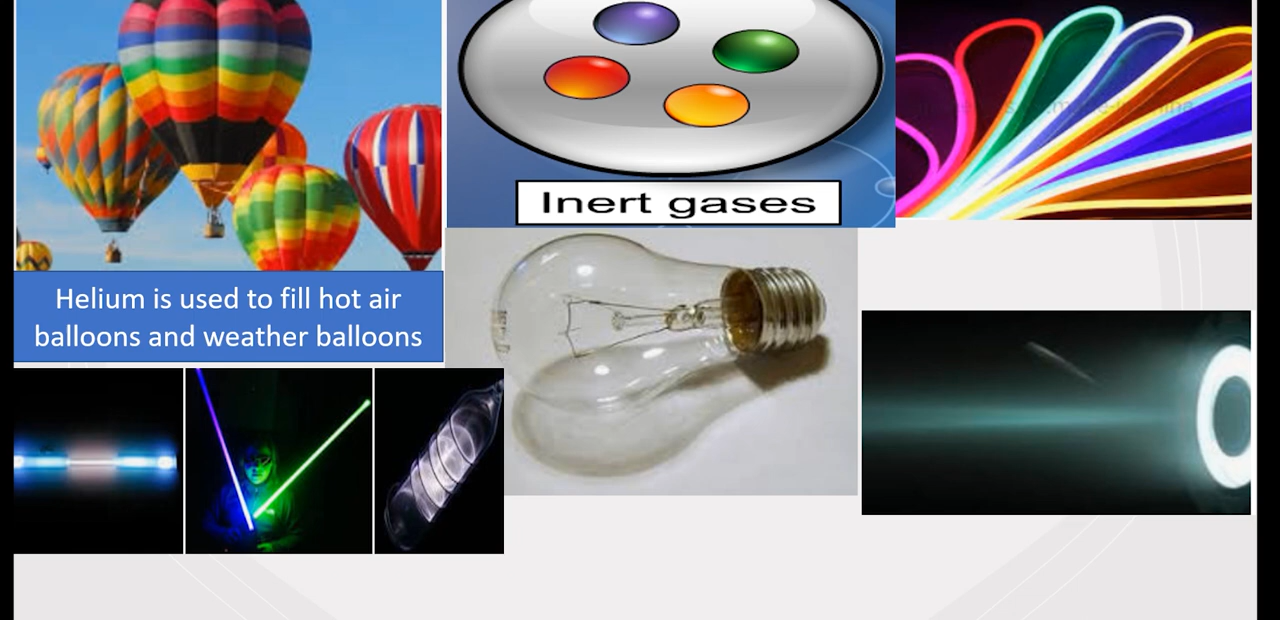 Inert gases
Helium is used to fill hot air
balloons and weather balloons